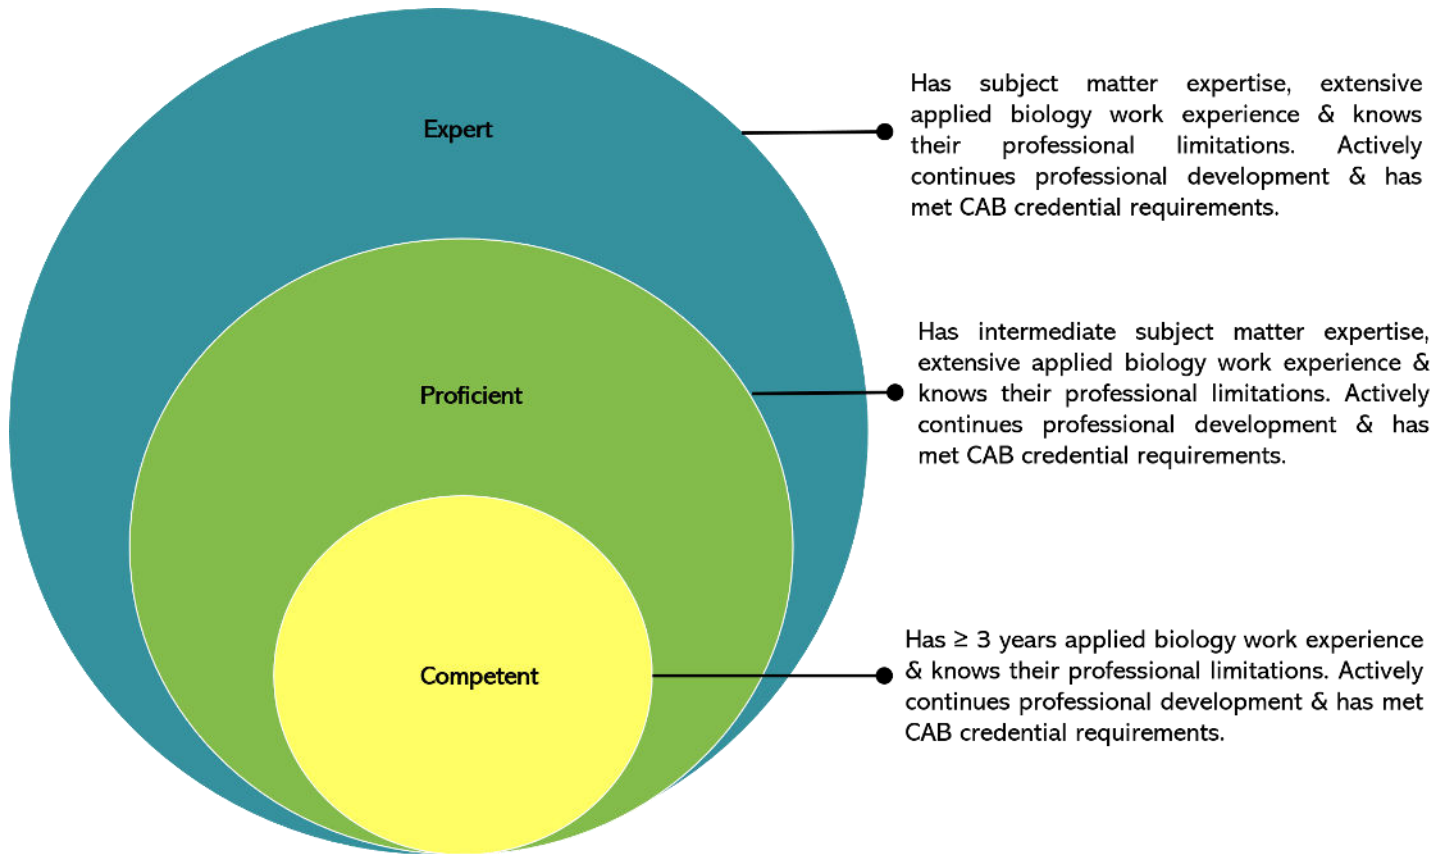 Expert
Has subject matter expertise, extensive
applied biology work experience & knows
their professional limitations. Actively
continues professional development & has
met CAB credential requirements.
Proficient
Has intermediate subject matter expertise,
extensive applied biology work experience &
knows their professional limitations. Actively
continues professional development & has
met CAB credential requirements.
Competent
Has ≥ 3 years applied biology work experience
& knows their professional limitations. Actively
continues professional development & has met
CAB credential requirements.